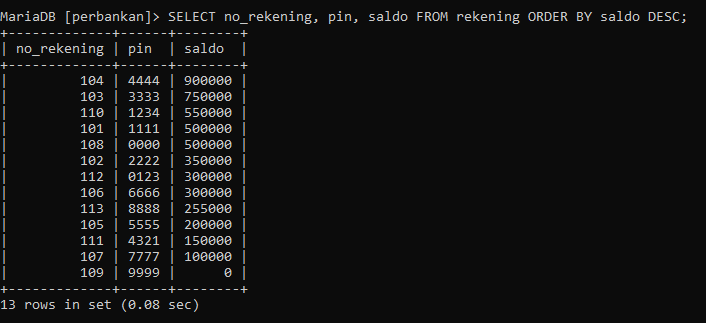 MariaDB [perbankan]> SELECT no_rekening, pin, saldo FROM rekening ORDER BY saldo DESC;
+-------------+------+--------+
| no_rekening | pin  | saldo  |
+-------------+------+--------+
|         104 | 4444 | 900000 |
|         103 | 3333 | 750000 |
|         110 | 1234 | 550000 |
|         101 | 1111 | 500000 |
|         108 | 0000 | 500000 |
|         102 | 2222 | 350000 |
|         112 | 0123 | 300000 |
|         106 | 6666 | 300000 |
|         113 | 8888 | 255000 |
|         105 | 5555 | 200000 |
|         111 | 4321 | 150000 |
|         107 | 7777 | 100000 |
|         109 | 9999 |      0 |
+-------------+------+--------+
13 rows in set (0.08 sec)